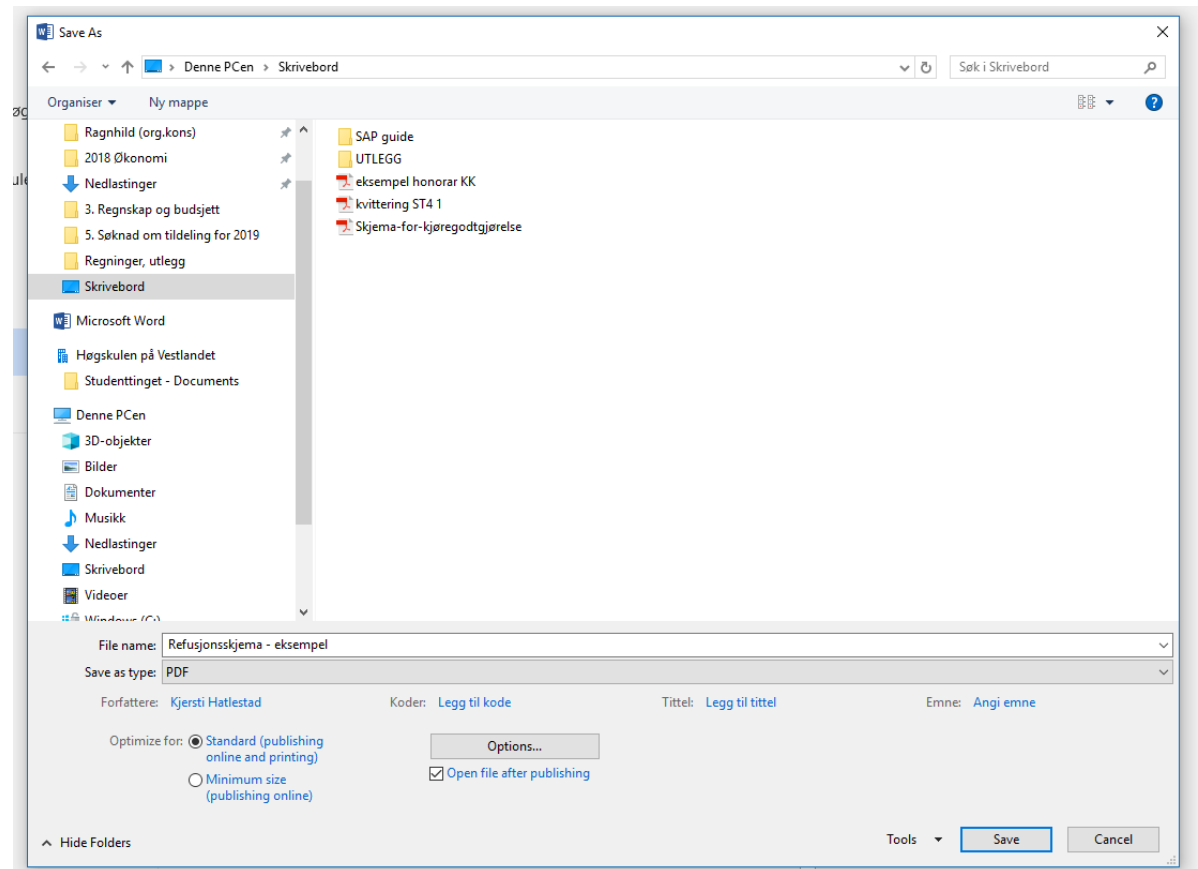 Save As
Denne PCen > Skrivebord
Søk i Skrivebord
Organiser
Ny mappe
Ragnhild (org.kons)
2018 Økonomi
Nedlastinger
3. Regnskap og budsjett
5. Søknad om tildeling for 2019
Regninger, utlegg
Skrivebord
Microsoft Word
Høgskulen på Vestlandet
Studenttinget - Documents
Denne PCen
3D-objekter
Bilder
Dokumenter
Musikk
Nedlastinger
Skrivebord
Videoer
Windows (C:)
SAP guide
UTLEGG
eksempel honorar KK
kvittering ST4 1
Skjema-for-kjøregodtgjørelse
File name: Refusjonsskjema - eksempel
Save as type: PDF
Forfattere: Kjersti Hatlestad
Koder: Legg til kode
Tittel: Legg til tittel
Emne: Angi emne
Optimize for: Standard (publishing
online and printing)
Minimum size
(publishing online)
Options...
Open file after publishing
Hide Folders
Tools
Save
Cancel